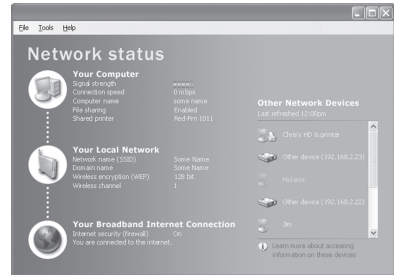 File Tools Help
Network status
Your Computer
Signal strength
Connection speed 0 mbps
Computer name some name
File sharing Enabled
Shared printer Red-Prn 1011
Your Local Network
Network name (SSID) Some Name
Domain name Some Name
Wireless encryption (WEP) 128 bit
Wireless channel 1
Your Broadband Internet Connection
Internet security (firewall) On
You are connected to the internet.
Other Network Devices
Last refreshed 12:00pm
Chris's HD & printer
Other device (192.168.2.23)
Other device (192.168.2.22)
Jim
Learn more about accessing
information on these devices